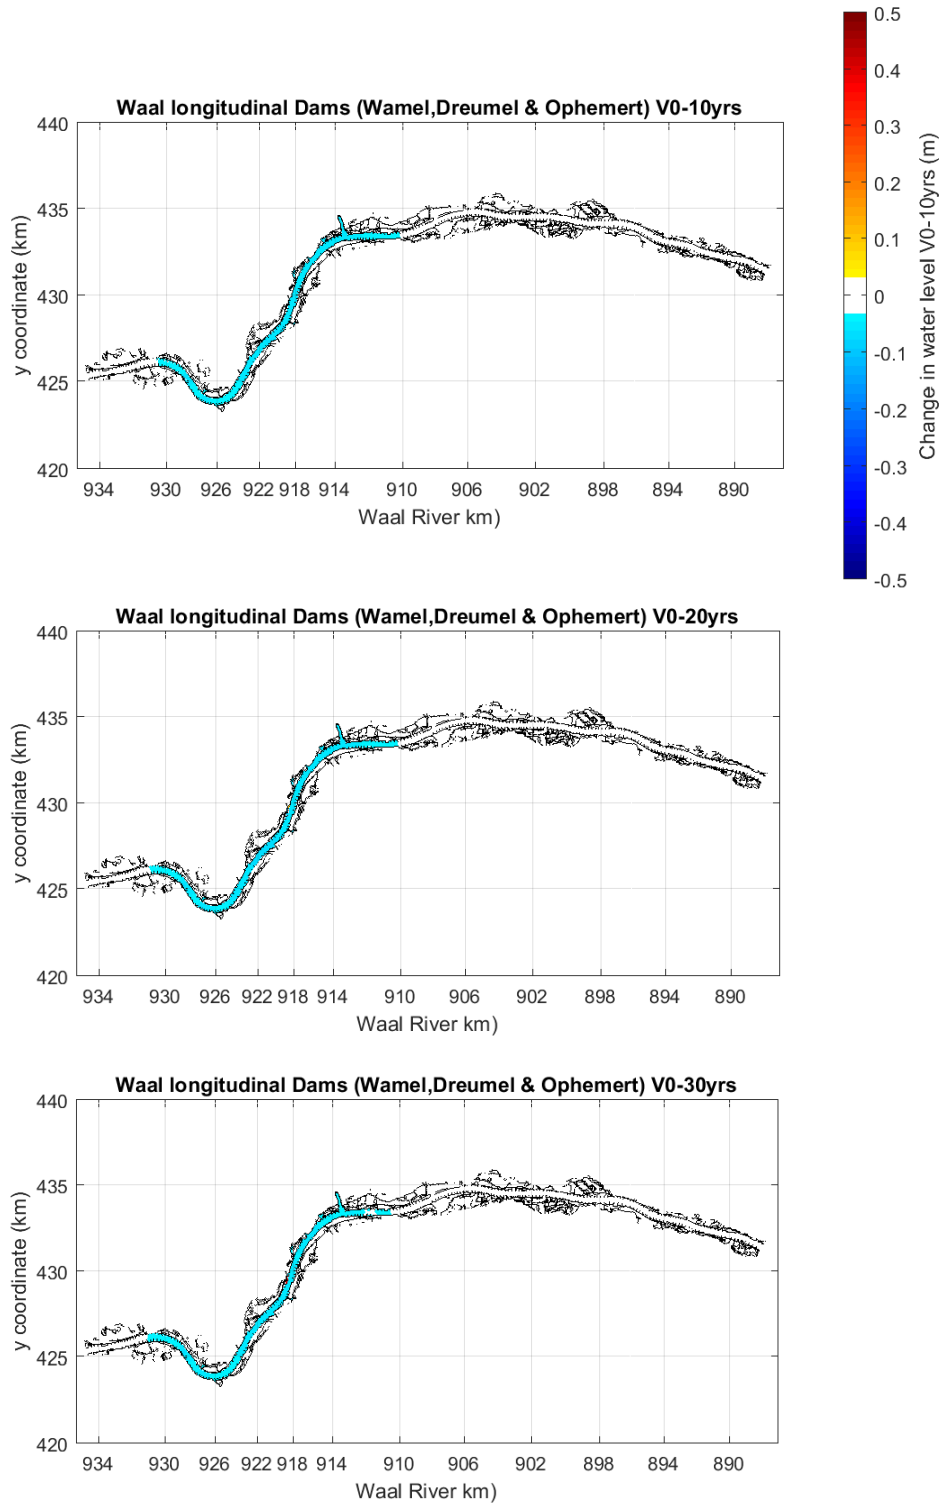 Waal longitudinal Dams (Wamel,Dreumel & Ophemert) V0-10yrs
440
435
430
425
420
y coordinate (km)
934 930 926 922 918 914 910 906 902 898 894 890
Waal River km)
0.5
0.4
0.3
0.2
0.1
0
-0.1
-0.2
-0.3
-0.4
-0.5
Change in water level V0-10yrs (m)
Waal longitudinal Dams (Wamel,Dreumel & Ophemert) V0-20yrs
440
435
430
425
420
y coordinate (km)
934 930 926 922 918 914 910 906 902 898 894 890
Waal River km)
Waal longitudinal Dams (Wamel,Dreumel & Ophemert) V0-30yrs
440
435
430
425
420
y coordinate (km)
934 930 926 922 918 914 910 906 902 898 894 890
Waal River km)